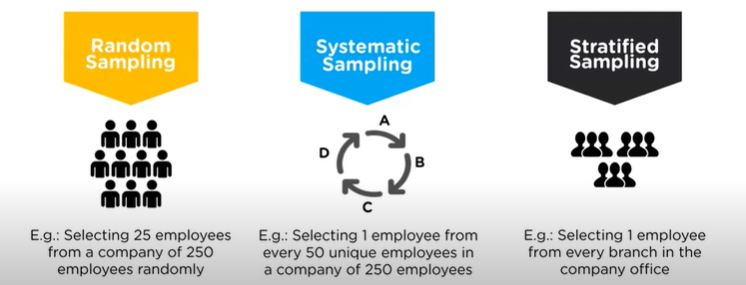 Random
Sampling
Systematic
Sampling
Stratified
Sampling
A
D
B
C
E.g.: Selecting 25 employees
from a company of 250
employees randomly
E.g.: Selecting 1 employee from
every 50 unique employees in
a company of 250 employees
E.g.: Selecting 1 employee
from every branch in the
company office